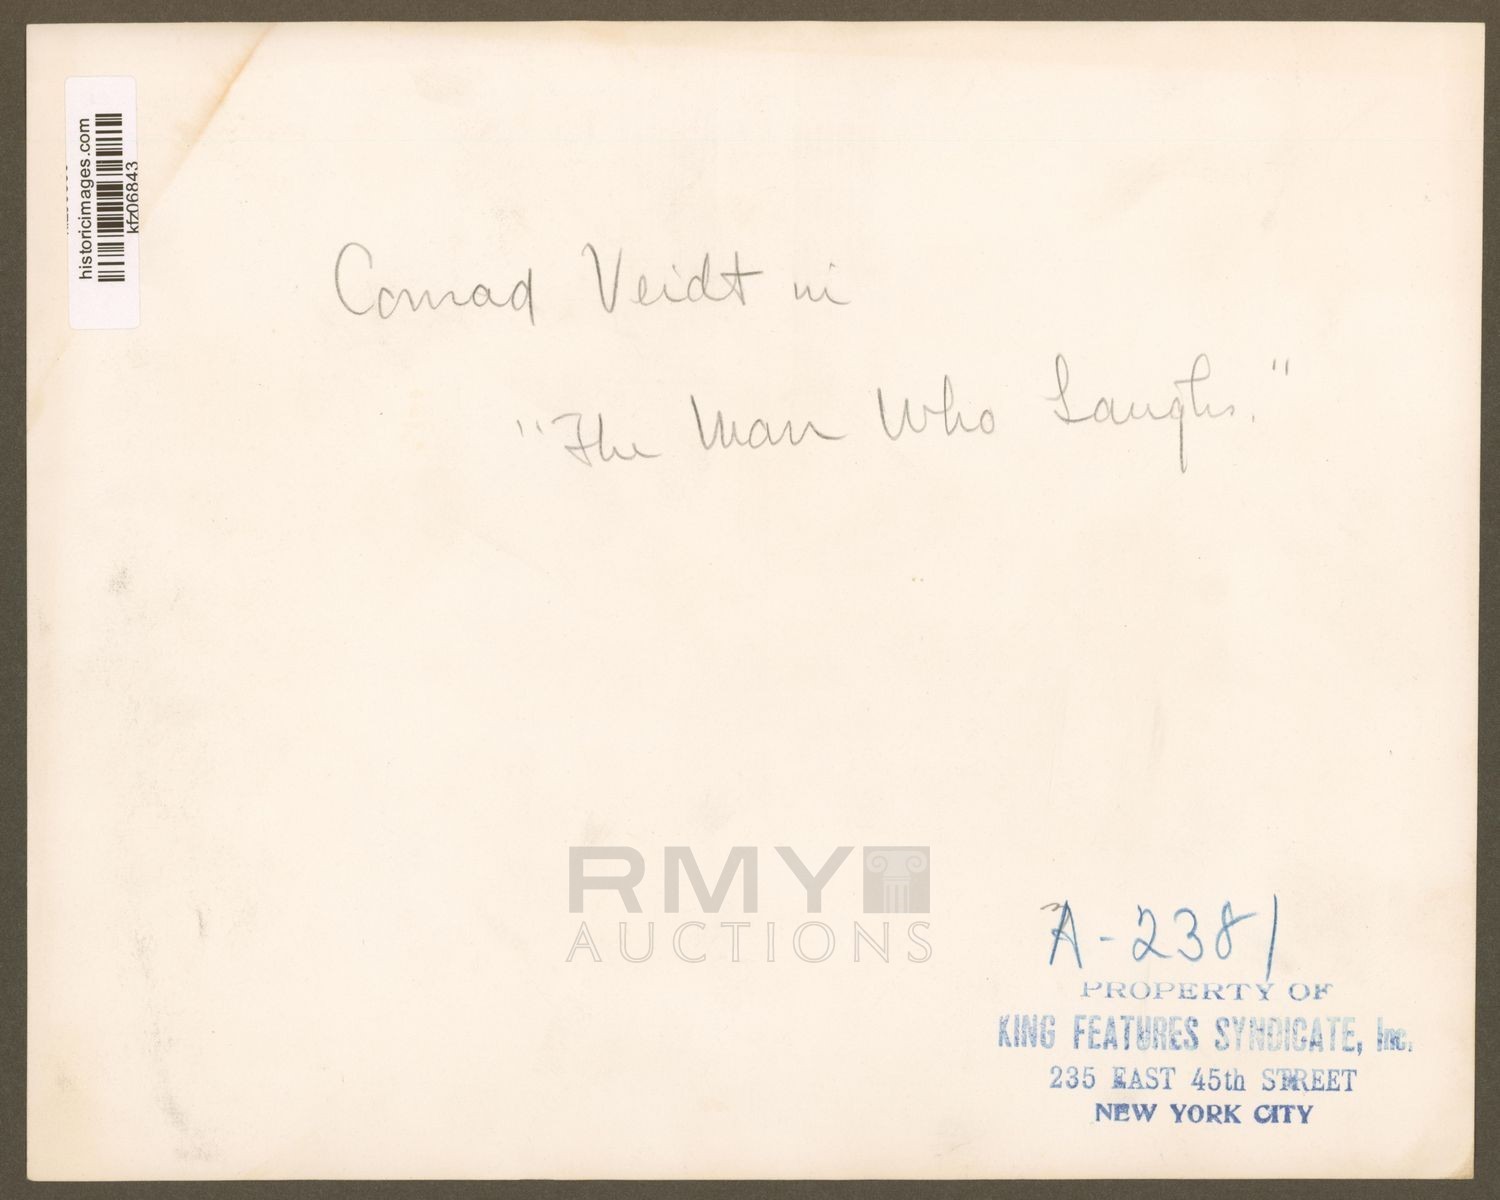 historicimages.com
kfz06843
Conrad Veidt in
"The Man Who Laughs."
RMY
AUCTIONS
A-2381
PROPERTY OF
KING FEATURES SYNDICATE, Inc.
235 EAST 45th STREET
NEW YORK CITY